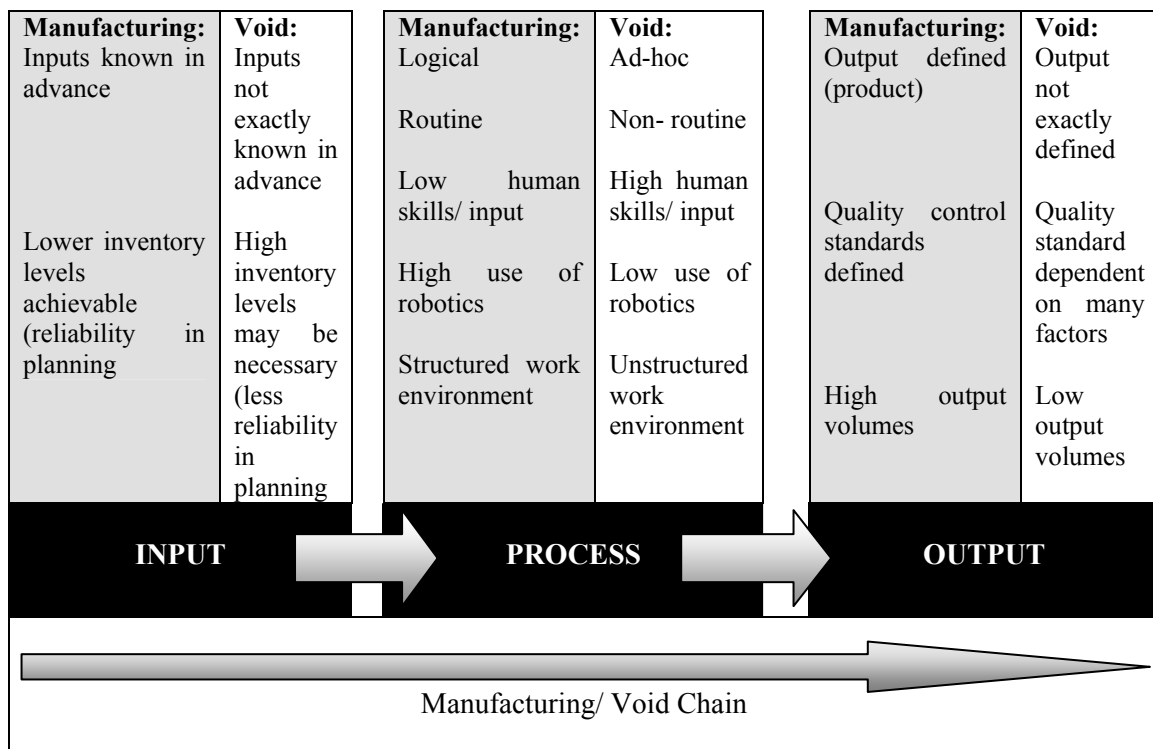 Manufacturing:
Inputs known in
advance
Lower inventory
levels
achievable
(reliability in
planning
Void:
Inputs
not
exactly
known in
advance
High
inventory
levels
may be
necessary
(less
reliability
in
planning
Manufacturing:
Logical
Routine
Low human
skills/ input
High use of
robotics
Structured work
environment
Void:
Ad-hoc
Non- routine
High human
skills/ input
Low use of
robotics
Unstructured
work
environment
Manufacturing:
Output defined
(product)
Quality control
standards
defined
High output
volumes
Void:
Output
not
exactly
defined
Quality
standard
dependent
on many
factors
Low
output
volumes
INPUT
PROCESS
OUTPUT
Manufacturing/ Void Chain